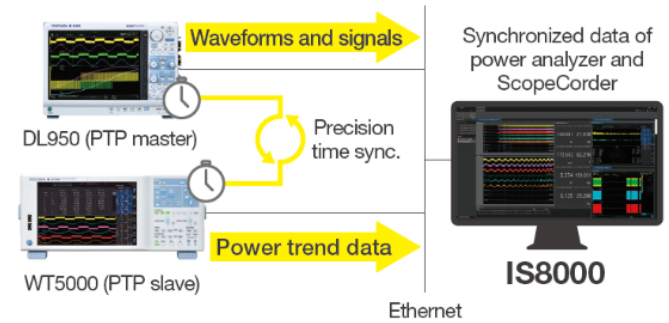 Waveforms and signals
DL950 (PTP master)
Precision
time sync.
Power trend data
WT5000 (PTP slave)
Ethernet
Synchronized data of
power analyzer and
ScopeCorder
IS8000